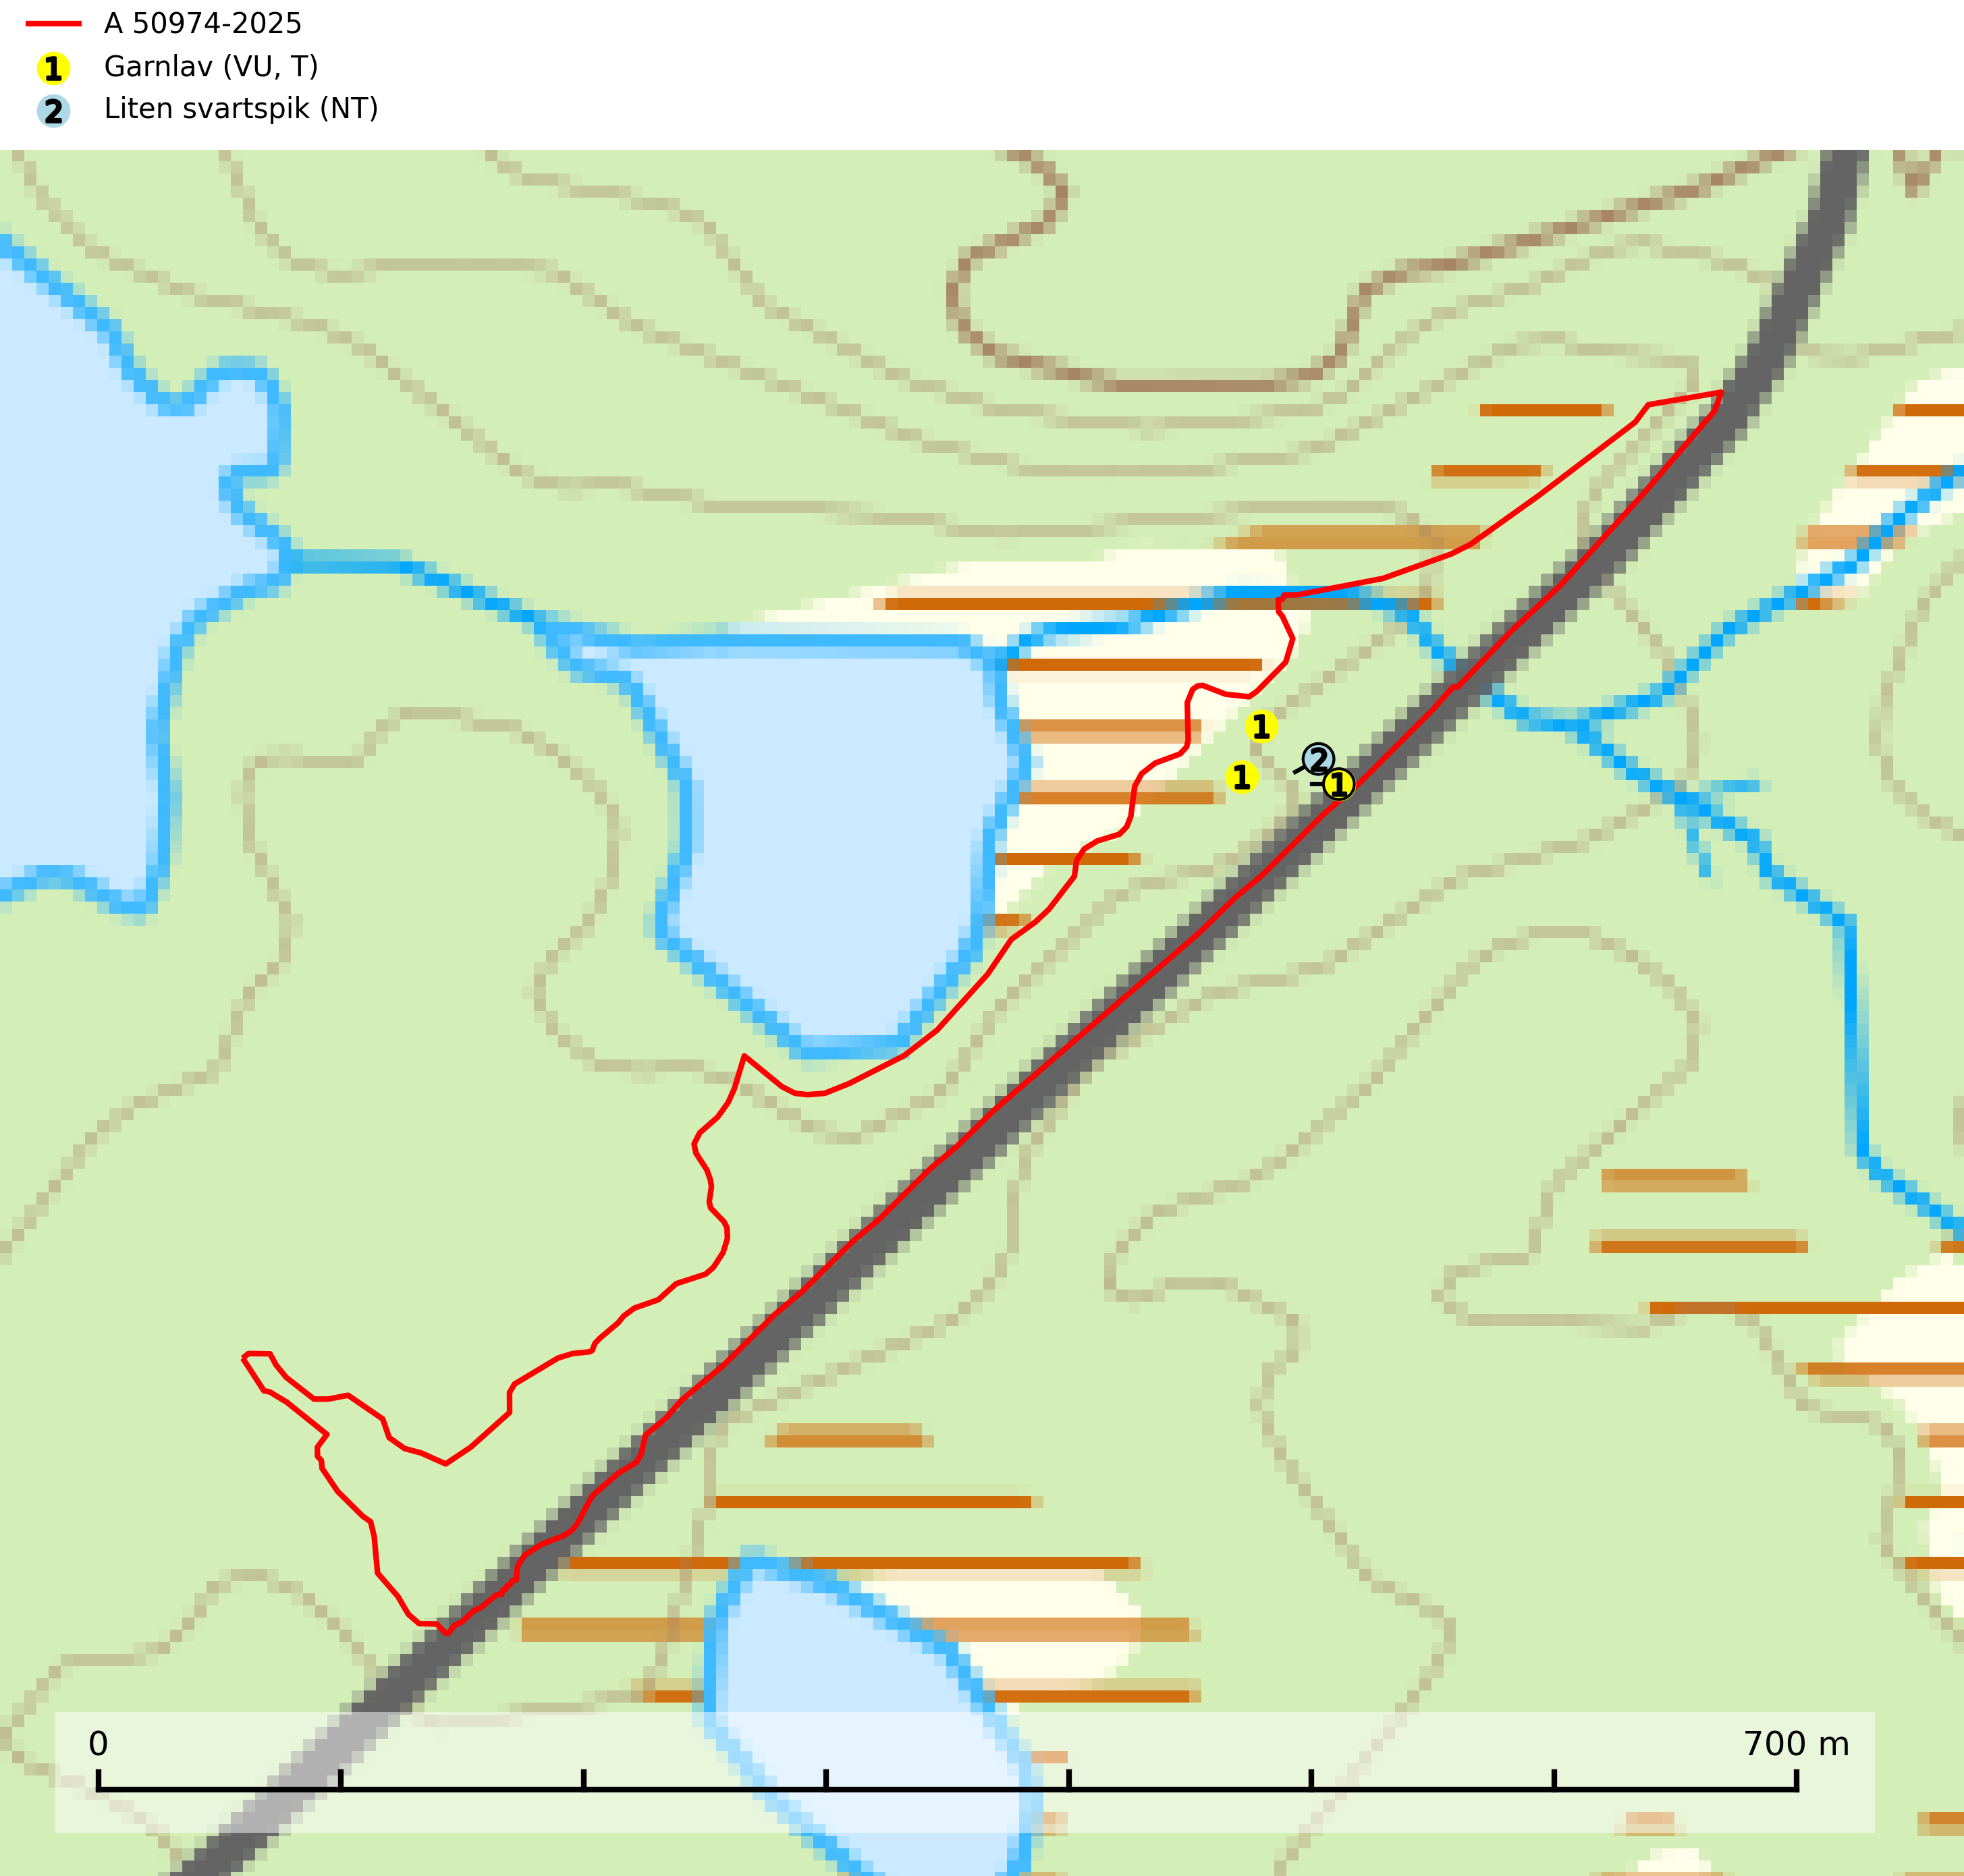 A 50974-2025
1 Garnlav (VU, T)
2 Liten svartspik (NT)
1
2
1
1
0 700 m